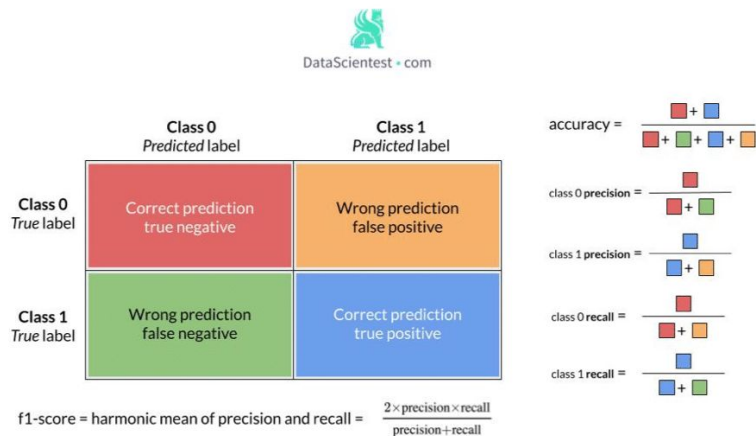 DataScientest • com
Class 0
Predicted label
Class 1
Predicted label
Class 0
True label
Correct prediction
true negative
Wrong prediction
false positive
Class 1
True label
Wrong prediction
false negative
Correct prediction
true positive
accuracy =
+
+ + +
class 0 precision =
+
class 1 precision =
+
class 0 recall =
+
class 1 recall =
+
f1-score = harmonic mean of precision and recall =
2×precision×recall
precision+recall